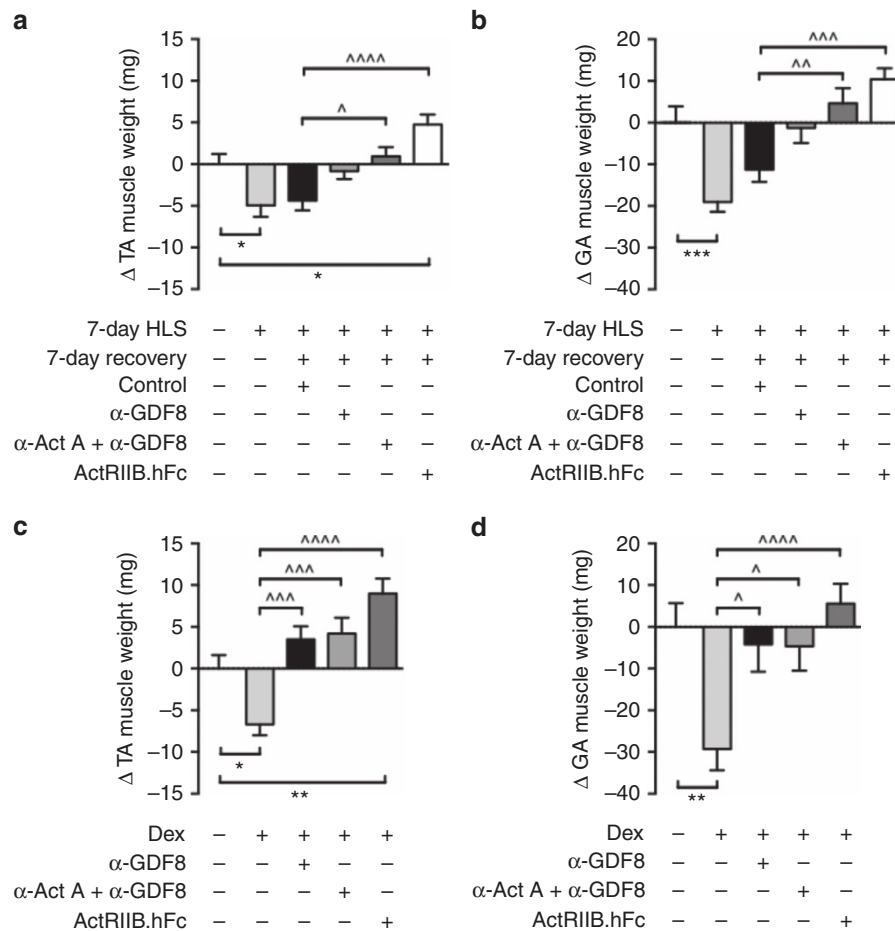 a
15
10
5
0
–5
–10
–15
Δ TA muscle weight (mg)
^^^^
^
*
*
7-day HLS – + + + + +
7-day recovery – – + + + +
Control – – + – – –
α-GDF8 – – – + – –
α-Act A + α-GDF8 – – – – + –
ActRIIB.hFc – – – – – +
b
20
10
0
–10
–20
–30
–40
Δ GA muscle weight (mg)
^^^
^^
***
7-day HLS – + + + + +
7-day recovery – – + + + +
Control – – + – – –
α-GDF8 – – – + – –
α-Act A + α-GDF8 – – – – + –
ActRIIB.hFc – – – – – +
c
15
10
5
0
–5
–10
–15
Δ TA muscle weight (mg)
^^^^
^^^
^^^
*
**
Dex – + + + +
α-GDF8 – – + – –
α-Act A + α-GDF8 – – – + –
ActRIIB.hFc – – – – +
d
20
10
0
–10
–20
–30
–40
Δ GA muscle weight (mg)
^^^^
^
^
**
Dex – + + + +
α-GDF8 – – + – –
α-Act A + α-GDF8 – – – + –
ActRIIB.hFc – – – – +